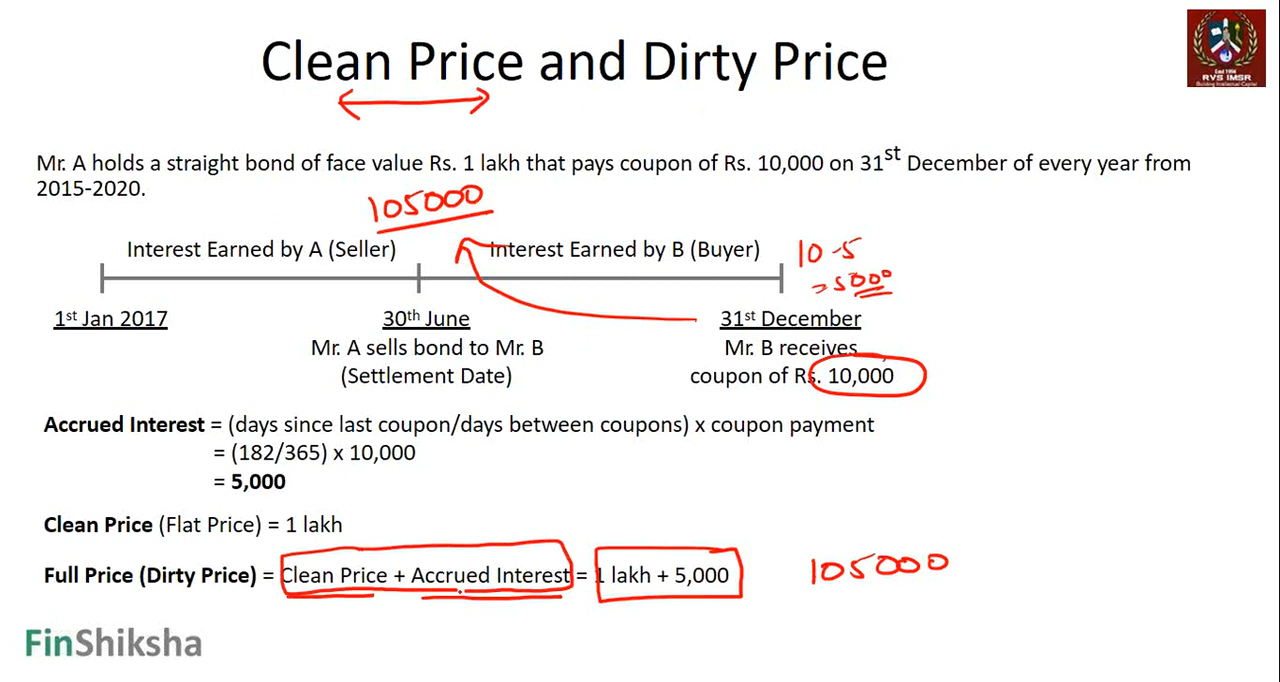 Clean Price and Dirty Price
RVS IMSR
Mr. A holds a straight bond of face value Rs. 1 lakh that pays coupon of Rs. 10,000 on 31st December of every year from
2015-2020.
105000
Interest Earned by A (Seller)
Interest Earned by B (Buyer)
10-5
=5000
1st Jan 2017
30th June
31st December
Mr. A sells bond to Mr. B
Mr. B receives
(Settlement Date)
coupon of Rs. 10,000
Accrued Interest = (days since last coupon/days between coupons) x coupon payment
= (182/365) x 10,000
= 5,000
Clean Price (Flat Price) = 1 lakh
Full Price (Dirty Price) = Clean Price + Accrued Interest = 1 lakh + 5,000
105000
FinShiksha